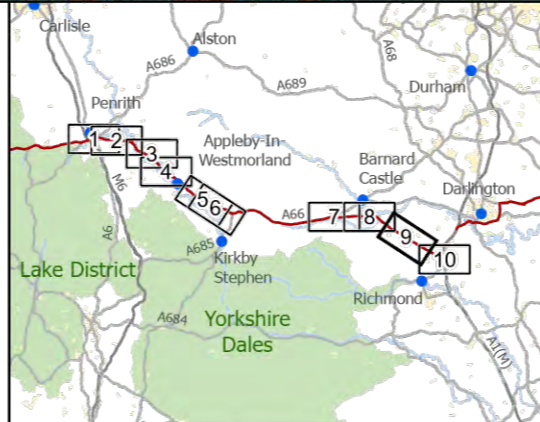 Carlisle
Alston
A686
A68
A689
Durham
Penrith
1
2
3
4
5
6
Appleby-In-
Westmorland
Barnard
Castle
Darlington
M6
A66
7
8
9
10
A6
A685
Lake District
Kirkby
Stephen
Richmond
A684
Yorkshire
Dales
A1(M)